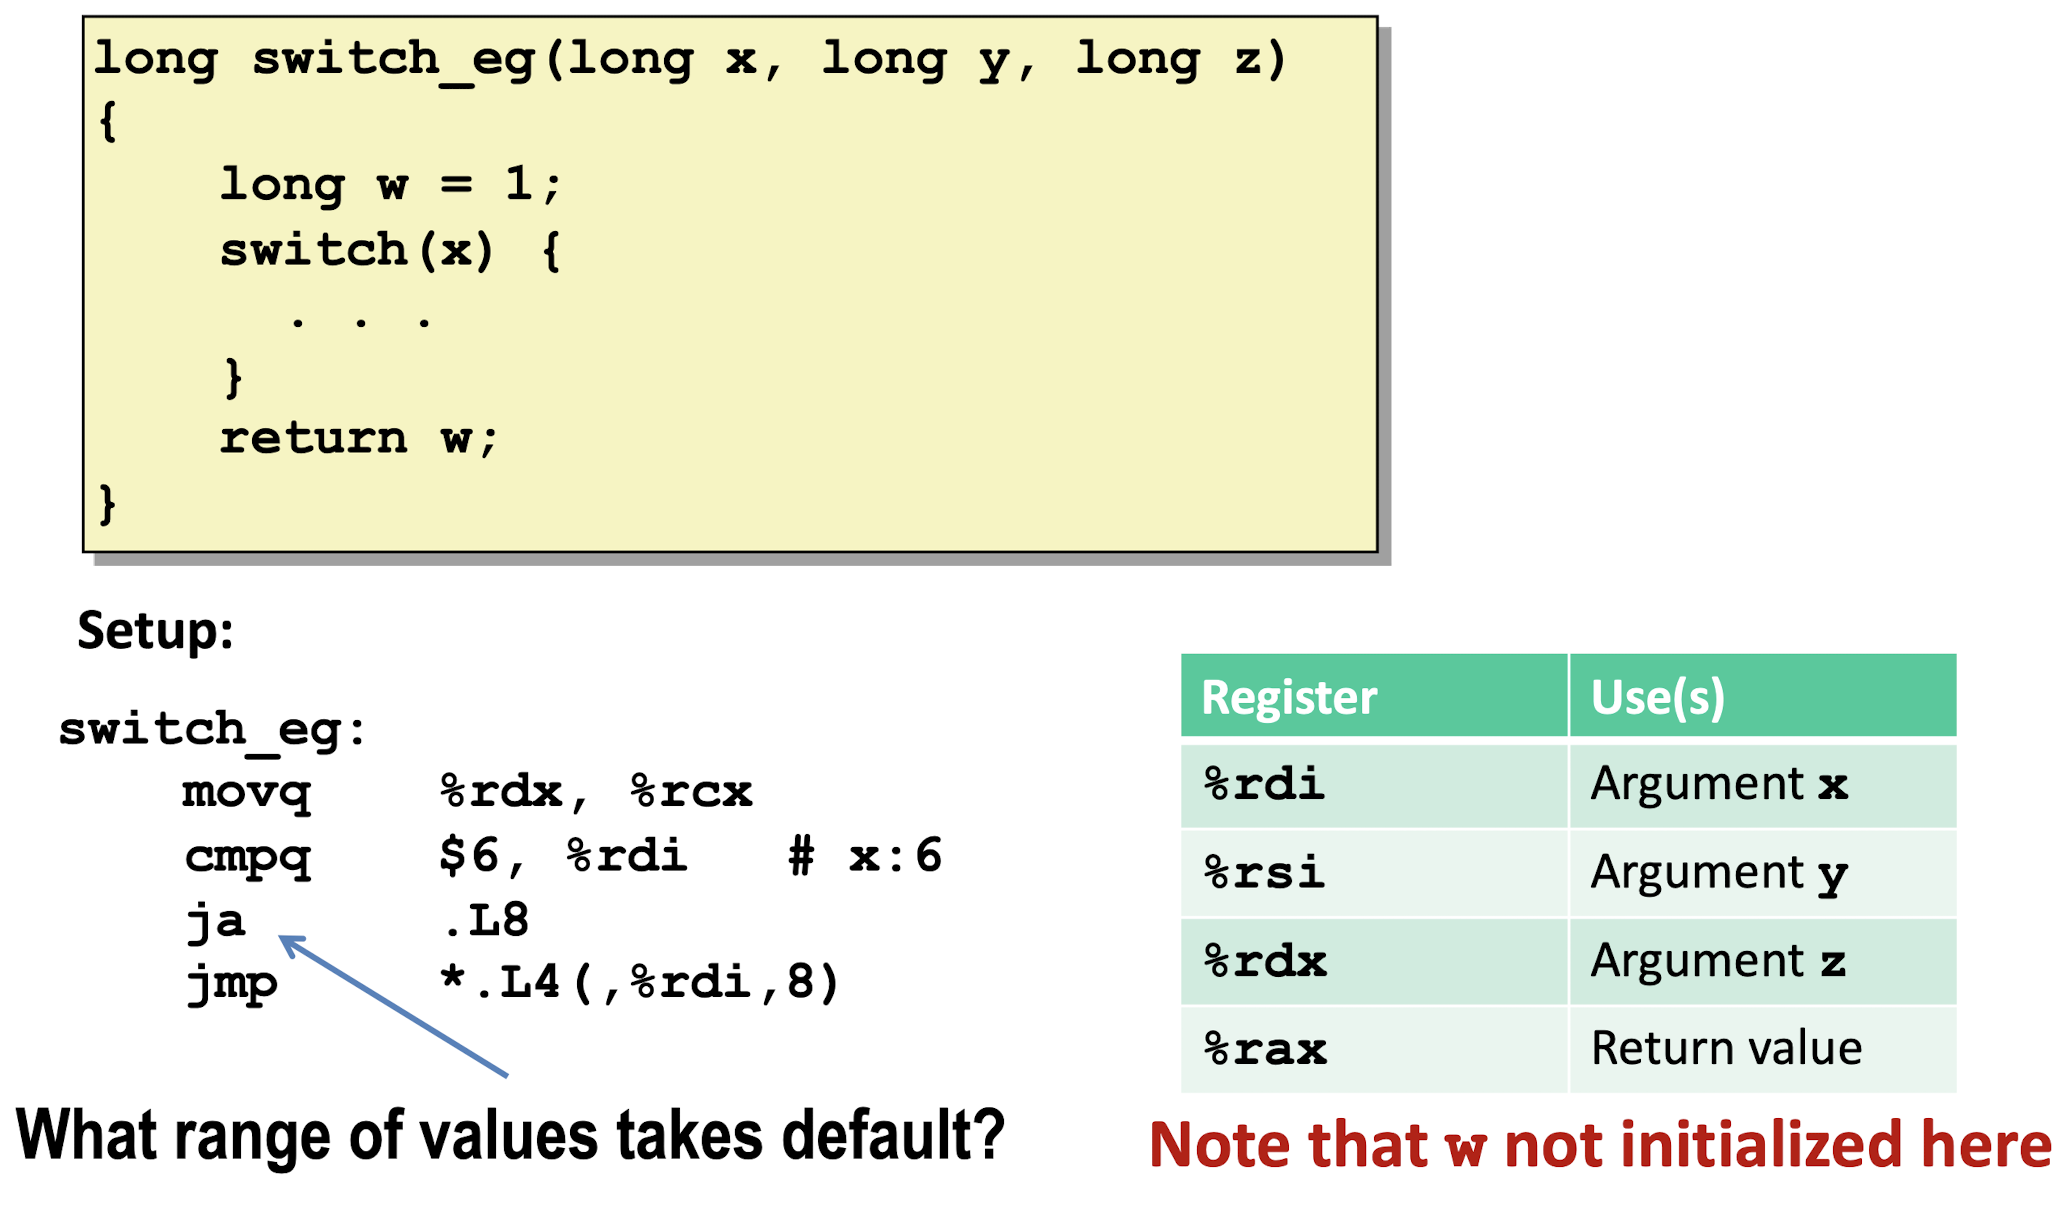 long switch_eg(long x, long y, long z)
{
    long w = 1;
    switch(x) {
      . . .
    }
    return w;
}
Setup:
switch_eg:
    movq    %rdx, %rcx
    cmpq    $6, %rdi   # x:6
    ja      .L8
    jmp     *.L4(,%rdi,8)
What range of values takes default?
Register Use(s)
%rdi Argument x
%rsi Argument y
%rdx Argument z
%rax Return value
Note that w not initialized here